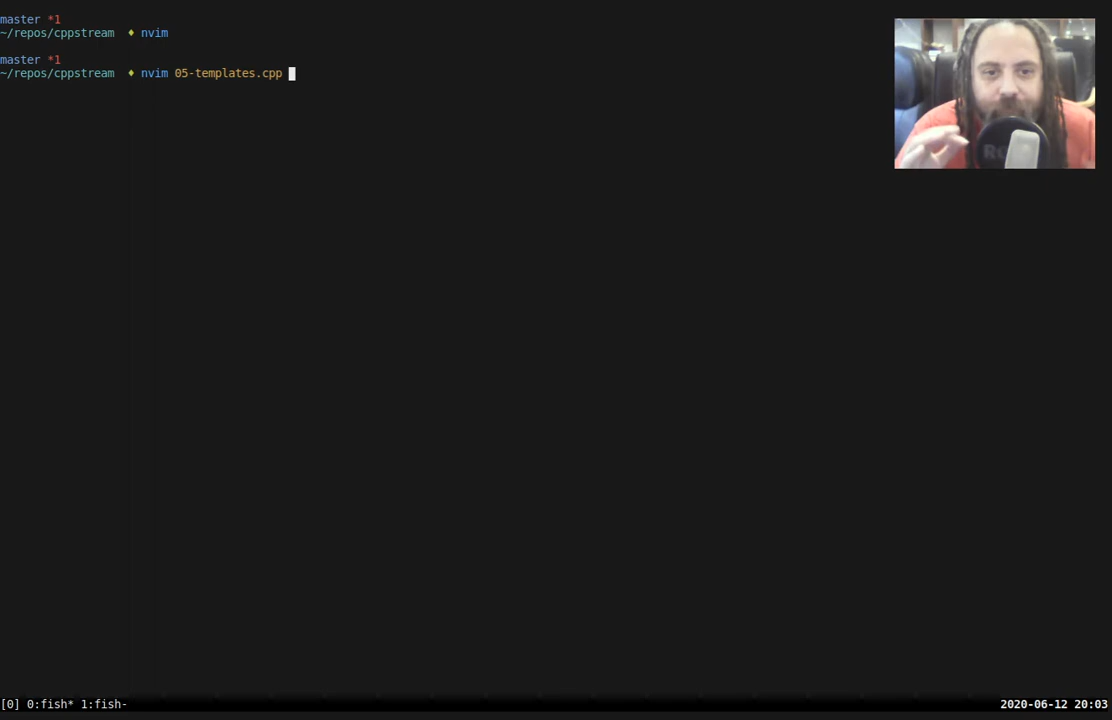 master *1
~/repos/cppstream ♦ nvim
master *1
~/repos/cppstream ♦ nvim 05-templates.cpp
[0] 0:fish* 1:fish-
2020-06-12 20:03